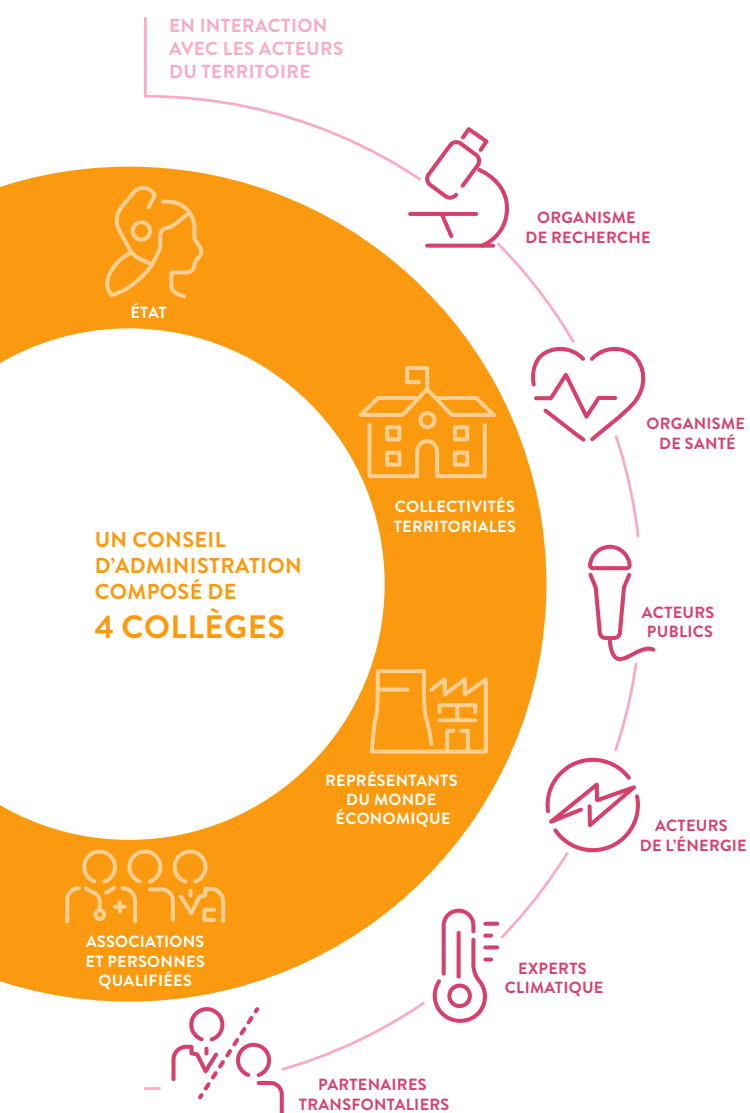 EN INTERACTION
AVEC LES ACTEURS
DU TERRITOIRE
ORGANISME
DE RECHERCHE
ÉTAT
ORGANISME
DE SANTÉ
COLLECTIVITÉS
TERRITORIALES
UN CONSEIL
D'ADMINISTRATION
COMPOSÉ DE
4 COLLÈGES
ACTEURS
PUBLICS
REPRÉSENTANTS
DU MONDE
ÉCONOMIQUE
ACTEURS
DE L'ÉNERGIE
ASSOCIATIONS
ET PERSONNES
QUALIFIÉES
EXPERTS
CLIMATIQUE
PARTENAIRES
TRANSFONTALIERS